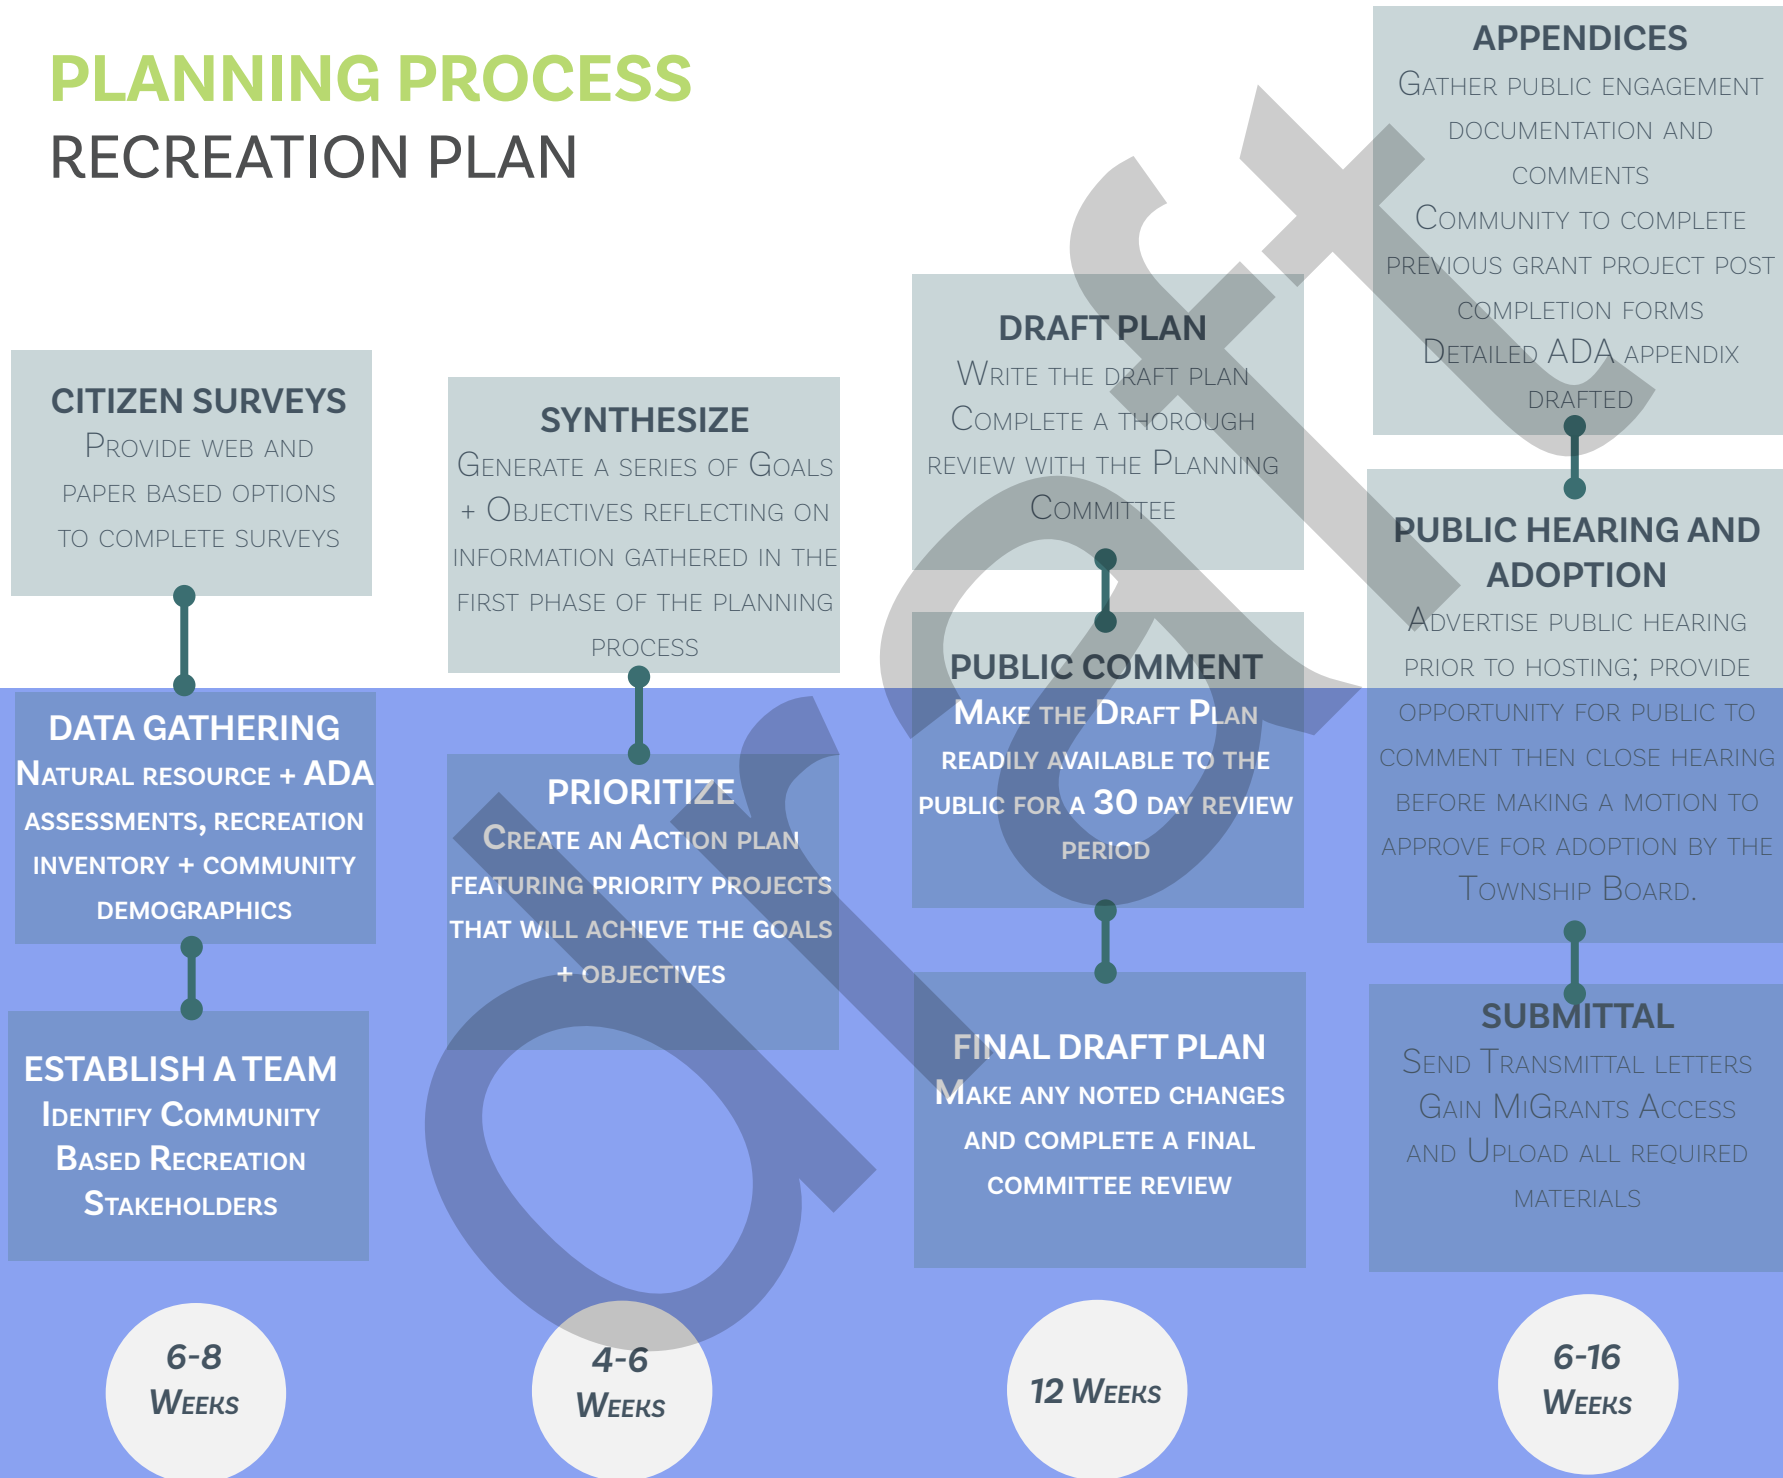 PLANNING PROCESS
RECREATION PLAN
CITIZEN SURVEYS
Provide web and
paper based options
to complete surveys
DATA GATHERING
Natural resource + ADA
assessments, recreation
inventory + community
demographics
ESTABLISH A TEAM
Identify Community
Based Recreation
Stakeholders
6-8
Weeks
SYNTHESIZE
Generate a series of Goals
+ Objectives reflecting on
information gathered in the
first phase of the planning
process
PRIORITIZE
Create an Action plan
featuring priority projects
that will achieve the goals
+ objectives
4-6
Weeks
DRAFT PLAN
Write the draft plan
Complete a thorough
review with the Planning
Committee
PUBLIC COMMENT
Make the Draft Plan
readily available to the
public for a 30 day review
period
FINAL DRAFT PLAN
Make any noted changes
and complete a final
committee review
12 Weeks
APPENDICES
Gather public engagement
documentation and
comments
Community to complete
previous grant project post
completion forms
Detailed ADA appendix
drafted
PUBLIC HEARING AND
ADOPTION
Advertise public hearing
prior to hosting; provide
opportunity for public to
comment then close hearing
before making a motion to
approve for adoption by the
Township Board.
SUBMITTAL
Send Transmittal letters
Gain MiGrants Access
and Upload all required
materials
6-16
Weeks
draft